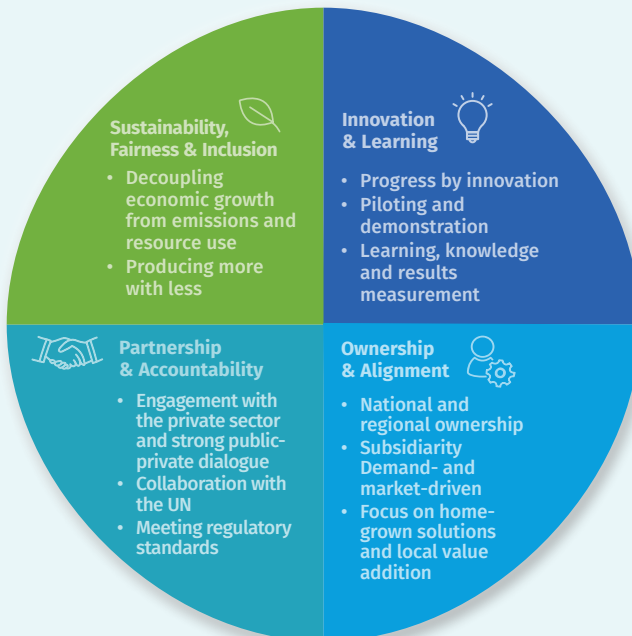 Sustainability,
Fairness & Inclusion
• Decoupling
economic growth
from emissions and
resource use
• Producing more
with less
Innovation
& Learning
• Progress by innovation
• Piloting and
demonstration
• Learning, knowledge
and results
measurement
Partnership
& Accountability
• Engagement with
the private sector
and strong public-
private dialogue
• Collaboration with
the UN
• Meeting regulatory
standards
Ownership
& Alignment
• National and
regional ownership
• Subsidiarity
Demand- and
market-driven
• Focus on home-
grown solutions
and local value
addition